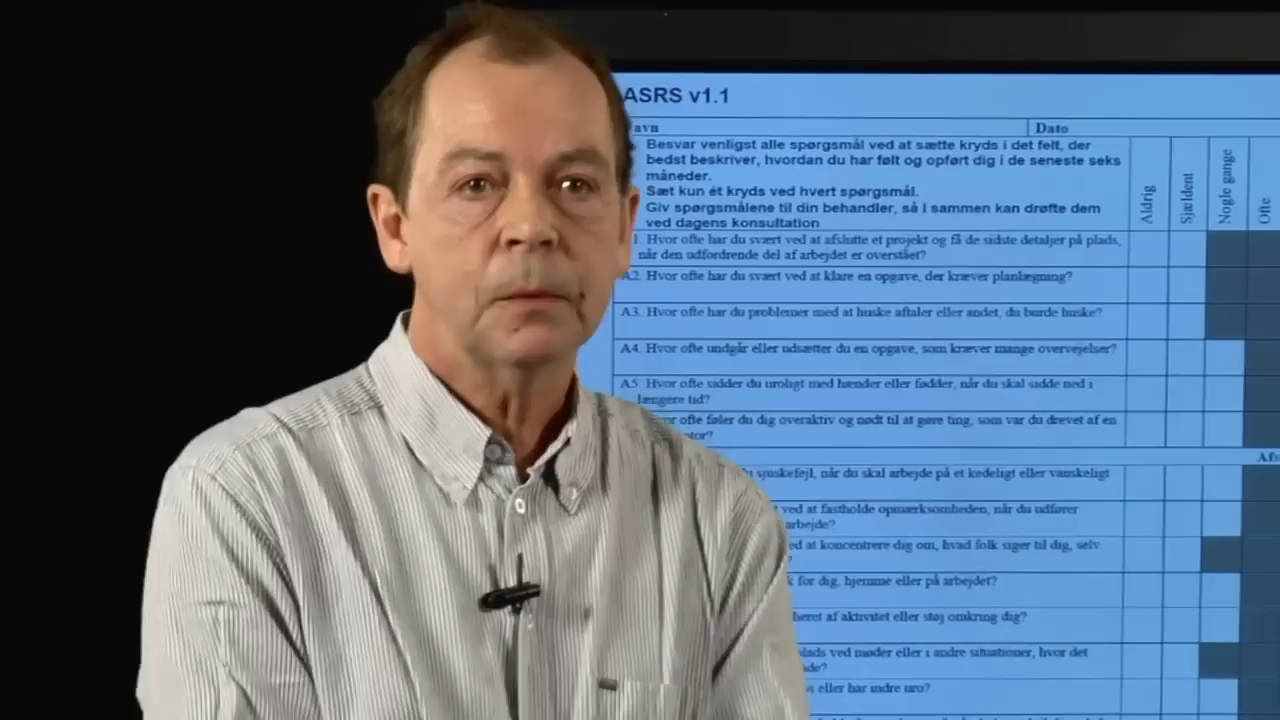 ASRS v1.1
Dato
Besvar venligst alle spørgsmål ved at sætte kryds i det felt, der
bedst beskriver, hvordan du har følt og opført dig i de seneste seks
måneder.
Sæt kun ét kryds ved hvert spørgsmål.
Giv spørgsmålene til din behandler, så I sammen kan drøfte dem
ved dagens konsultation
Aldrig
Sjældent
Nogle gange
Ofte
1 Hvor ofte har du svært ved at afslutte et projekt og få de sidste detaljer på plads,
når den udfordrende del af arbejdet er overstået?
A2. Hvor ofte har du svært ved at klare en opgave, der kræver planlægning?
A3. Hvor ofte har du problemer med at huske aftaler eller andet, du burde huske?
A4. Hvor ofte undgår eller udsætter du en opgave, som kræver mange overvejelser?
A5. Hvor ofte sidder du uroligt med hænder eller fødder, når du skal sidde ned i
længere tid?
ofte føler du dig overaktiv og nødt til at gøre ting, som var du drevet af en
sjuskefejl, når du skal arbejde på et kedeligt eller vanskeligt
ved at fastholde opmærksomheden, når du udfører
arbejde?
ved at koncentrere dig om, hvad folk siger til dig, selv
for dig, hjemme eller på arbejdet?
af aktivitet eller støj omkring dig?
ved møder eller i andre situationer, hvor det
eller har indre uro?